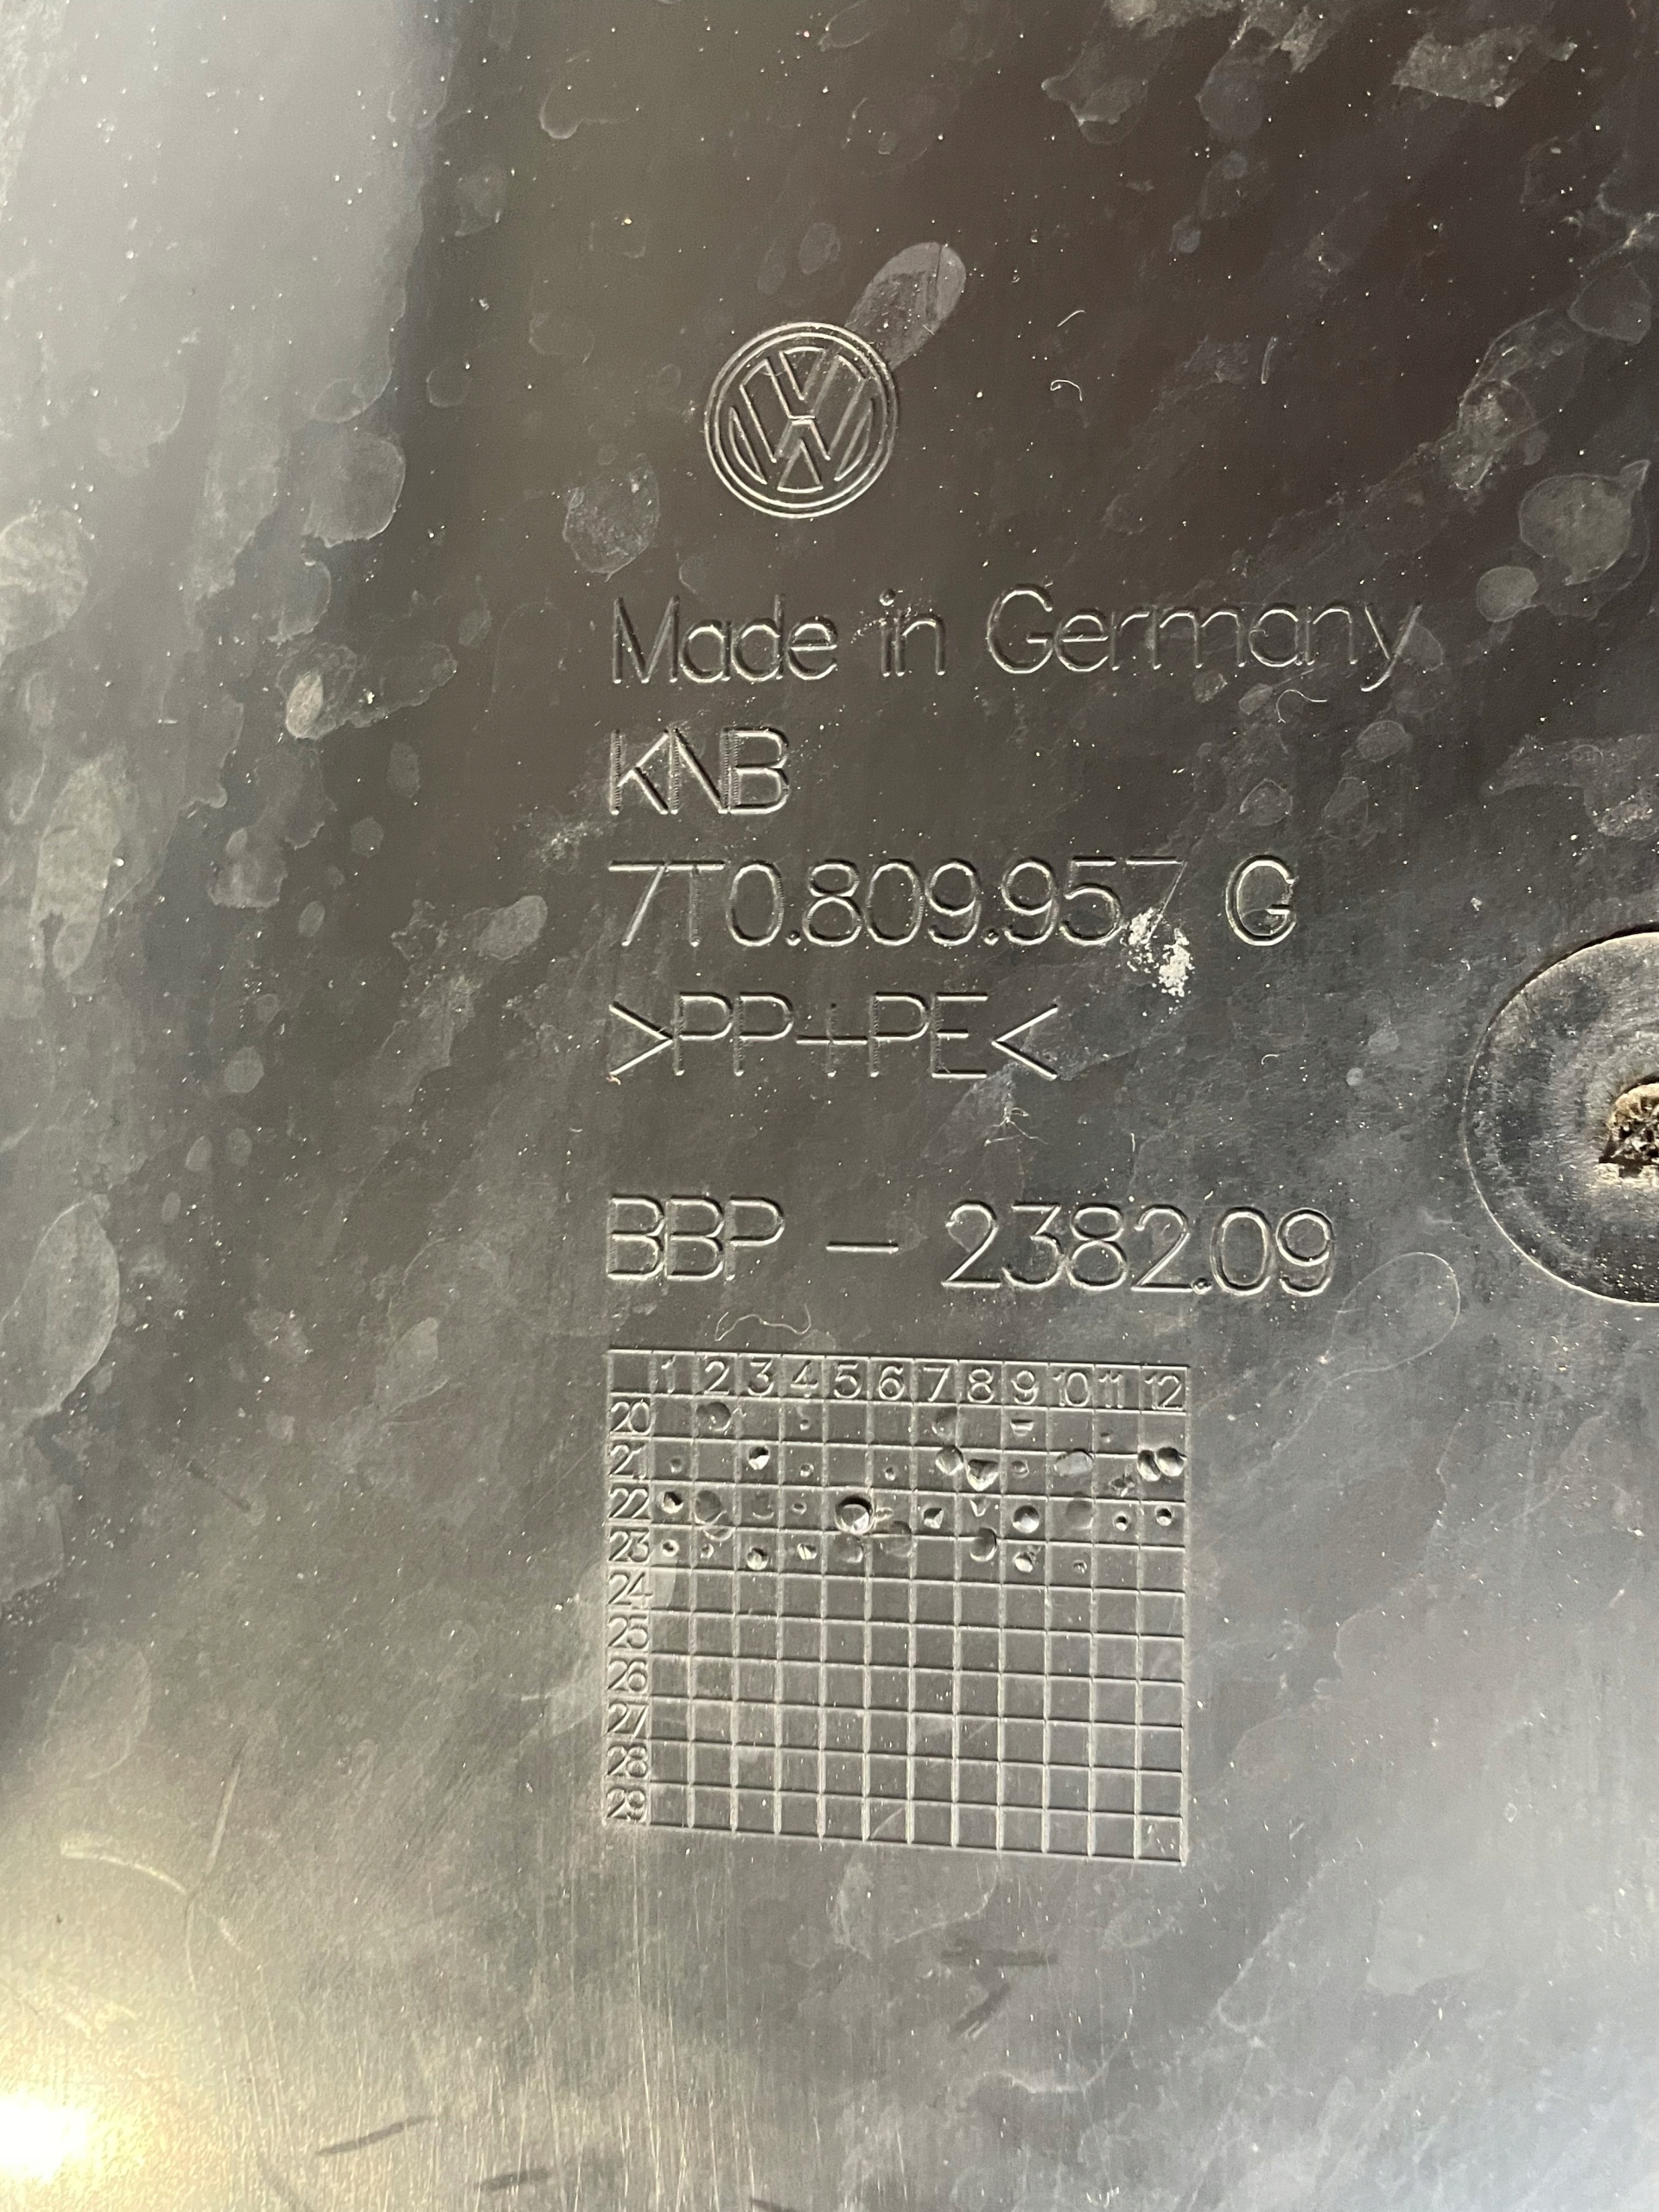 Made in Germany
KNB
7T0.809.957 G
>PP+PE<
BBP - 2382.09
1 2 3 4 5 6 7 8 9 10 11 12
20
21
22
23
24
25
26
27
28
29